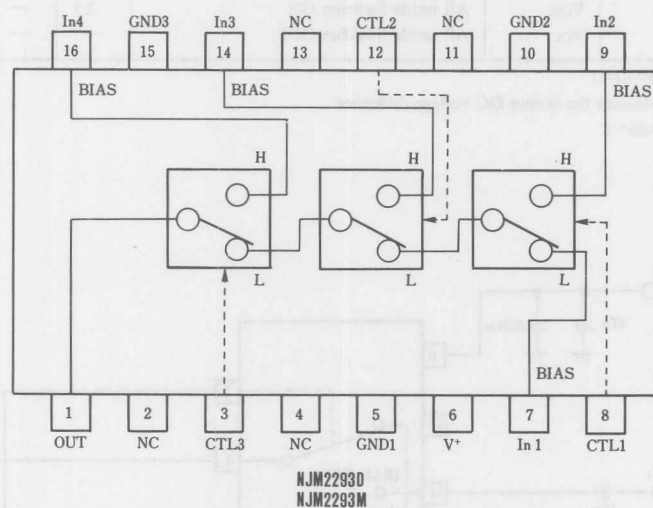 In4 GND3 In3 NC CTL2 NC GND2 In2
16 15 14 13 12 11 10 9
BIAS BIAS BIAS
H H H
L L L
BIAS
1 2 3 4 5 6 7 8
OUT NC CTL3 NC GND1 V⁺ In 1 CTL1
NJM2293D
NJM2293M